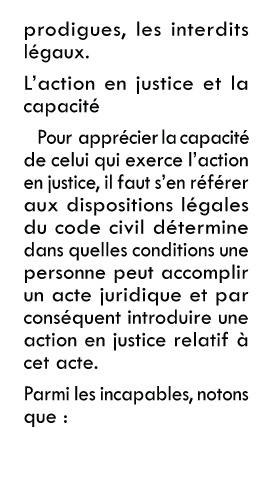 prodigues, les interdits
légaux.
L'action en justice et la
capacité
Pour apprécier la capacité
de celui qui exerce l'action
en justice, il faut s'en référer
aux dispositions légales
du code civil détermine
dans quelles conditions une
personne peut accomplir
un acte juridique et par
conséquent introduire une
action en justice relatif à
cet acte.
Parmi les incapables, notons
que :